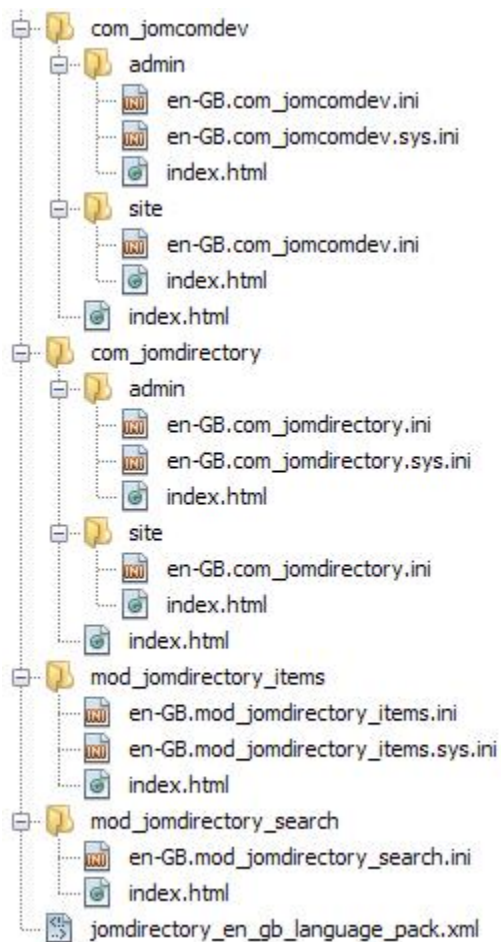 com_jomcomdev
admin
en-GB.com_jomcomdev.ini
en-GB.com_jomcomdev.sys.ini
index.html
site
en-GB.com_jomcomdev.ini
index.html
index.html
com_jomdirectory
admin
en-GB.com_jomdirectory.ini
en-GB.com_jomdirectory.sys.ini
index.html
site
en-GB.com_jomdirectory.ini
index.html
index.html
mod_jomdirectory_items
en-GB.mod_jomdirectory_items.ini
en-GB.mod_jomdirectory_items.sys.ini
index.html
mod_jomdirectory_search
en-GB.mod_jomdirectory_search.ini
index.html
jomdirectory_en_gb_language_pack.xml